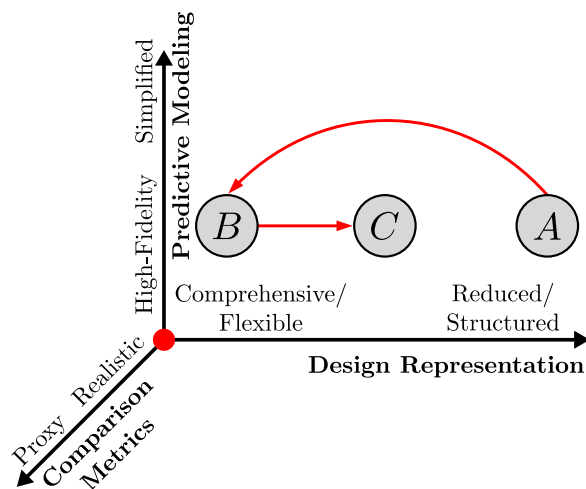 Simplified
High-Fidelity
Predictive Modeling
B
C
A
Comprehensive/
Flexible
Reduced/
Structured
Design Representation
Realistic
Proxy
Comparison
Metrics